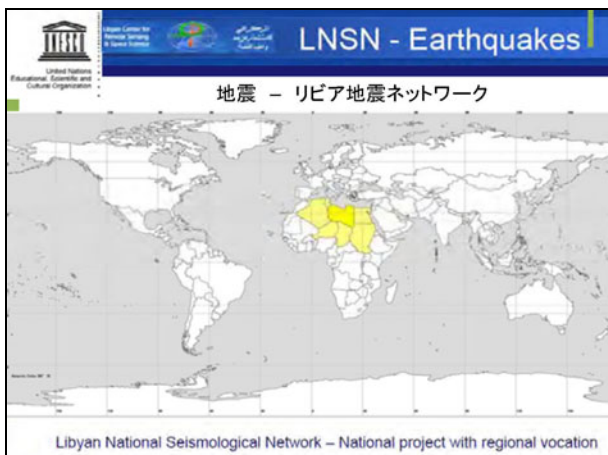 UNESCO
United Nations
Educational, Scientific and
Cultural Organization
Libyan Center for
Remote Sensing
& Space Science
LNSN - Earthquakes
地震 – リビア地震ネットワーク
Libyan National Seismological Network – National project with regional vocation